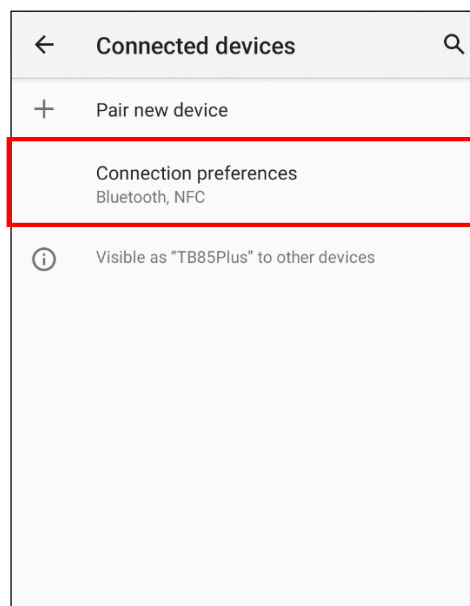 Connected devices
Pair new device
Connection preferences
Bluetooth, NFC
Visible as “TB85Plus” to other devices